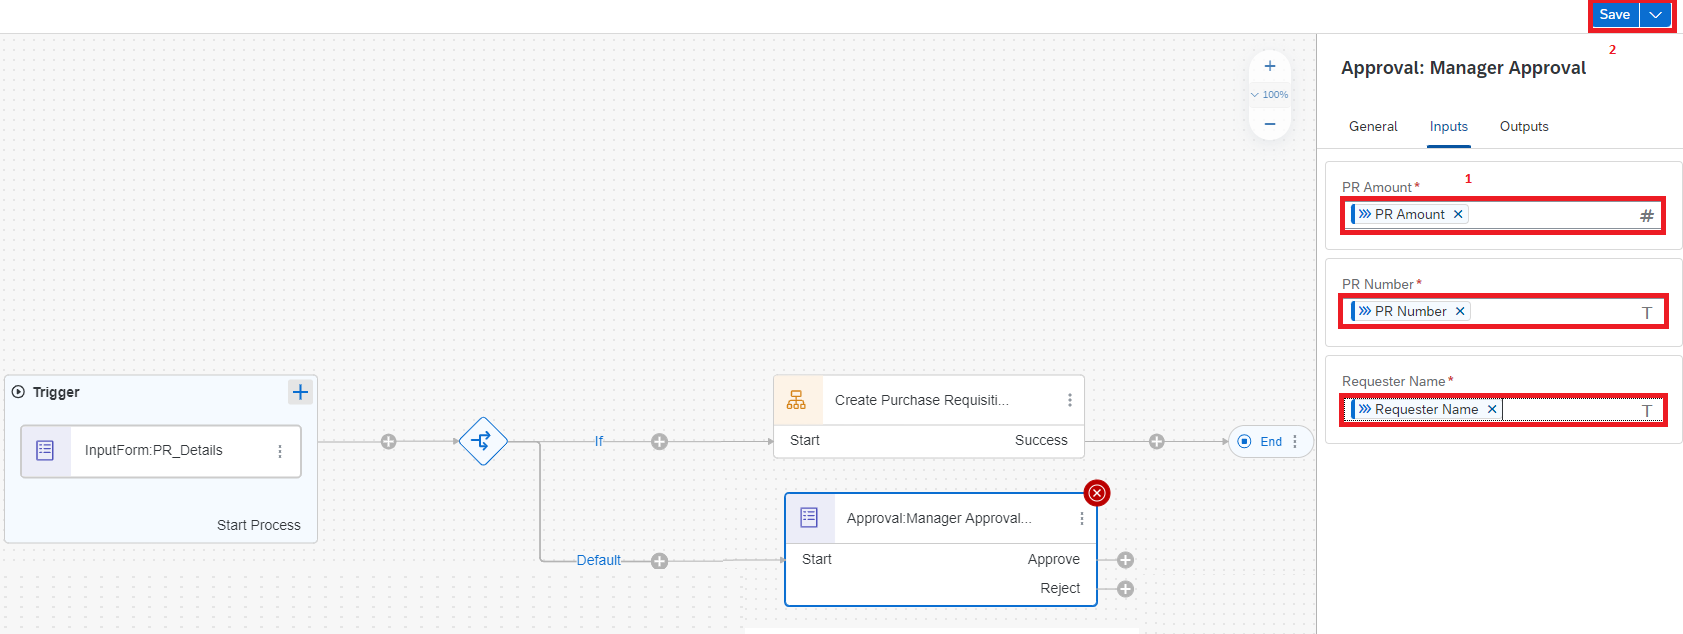 Save
2
100%
Approval: Manager Approval
General Inputs Outputs
PR Amount*
1
PR Amount
#
PR Number*
PR Number
T
Requester Name*
Requester Name
T
Trigger
InputForm:PR_Details
Start Process
If
Default
Create Purchase Requisiti...
Start Success
End
Approval:Manager Approval...
Start Approve
Reject